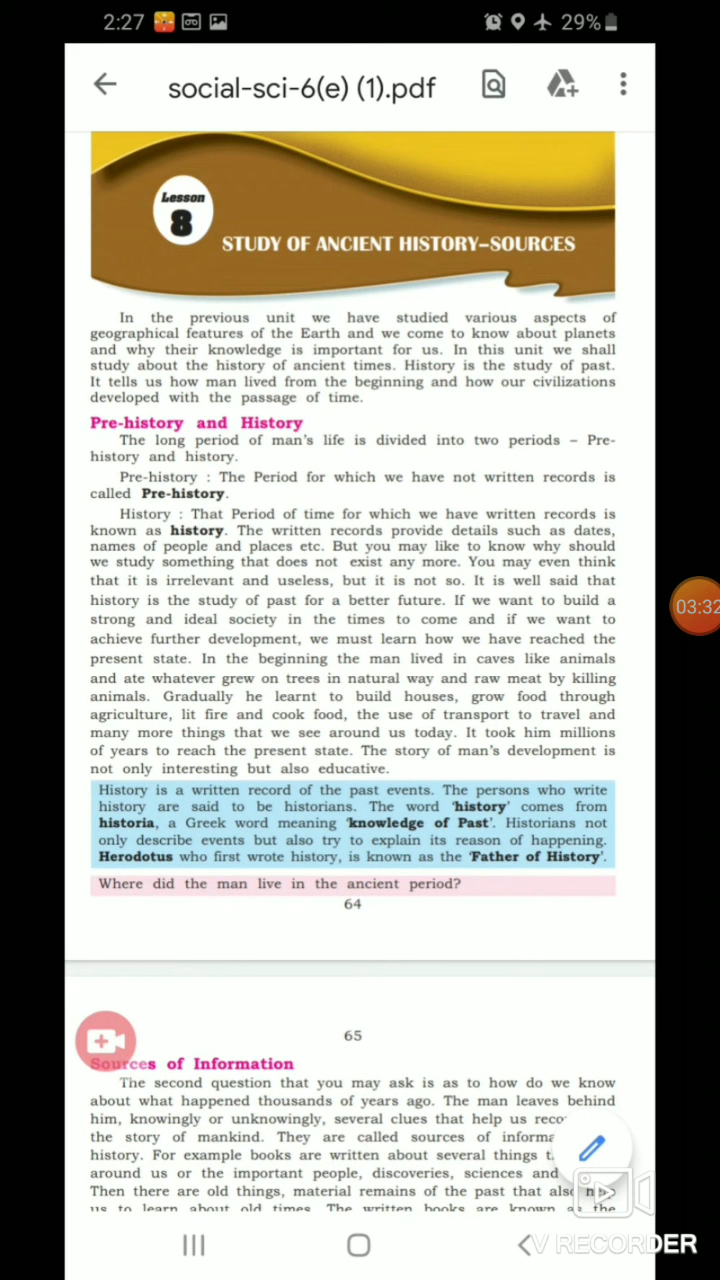 2:27
29%
social-sci-6(e) (1).pdf
Lesson
8
STUDY OF ANCIENT HISTORY–SOURCES
In the previous unit we have studied various aspects of
geographical features of the Earth and we come to know about planets
and why their knowledge is important for us. In this unit we shall
study about the history of ancient times. History is the study of past.
It tells us how man lived from the beginning and how our civilizations
developed with the passage of time.
Pre-history and History
The long period of man's life is divided into two periods – Pre-
history and history.
Pre-history : The Period for which we have not written records is
called Pre-history.
History : That Period of time for which we have written records is
known as history. The written records provide details such as dates,
names of people and places etc. But you may like to know why should
we study something that does not exist any more. You may even think
that it is irrelevant and useless, but it is not so. It is well said that
history is the study of past for a better future. If we want to build a
strong and ideal society in the times to come and if we want to
achieve further development, we must learn how we have reached the
present state. In the beginning the man lived in caves like animals
and ate whatever grew on trees in natural way and raw meat by killing
animals. Gradually he learnt to build houses, grow food through
agriculture, lit fire and cook food, the use of transport to travel and
many more things that we see around us today. It took him millions
of years to reach the present state. The story of man's development is
not only interesting but also educative.
History is a written record of the past events. The persons who write
history are said to be historians. The word 'history' comes from
historia, a Greek word meaning 'knowledge of Past'. Historians not
only describe events but also try to explain its reason of happening.
Herodotus who first wrote history, is known as the 'Father of History'.
Where did the man live in the ancient period?
64
03:32
65
Sources of Information
The second question that you may ask is as to how do we know
about what happened thousands of years ago. The man leaves behind
him, knowingly or unknowingly, several clues that help us
the story of mankind. They are called sources of
history. For example books are written about several things
around us or the important people, discoveries, sciences and
Then there are old things, material remains of the past that also help
us to learn about old times. The written books are known as the
V RECORDER